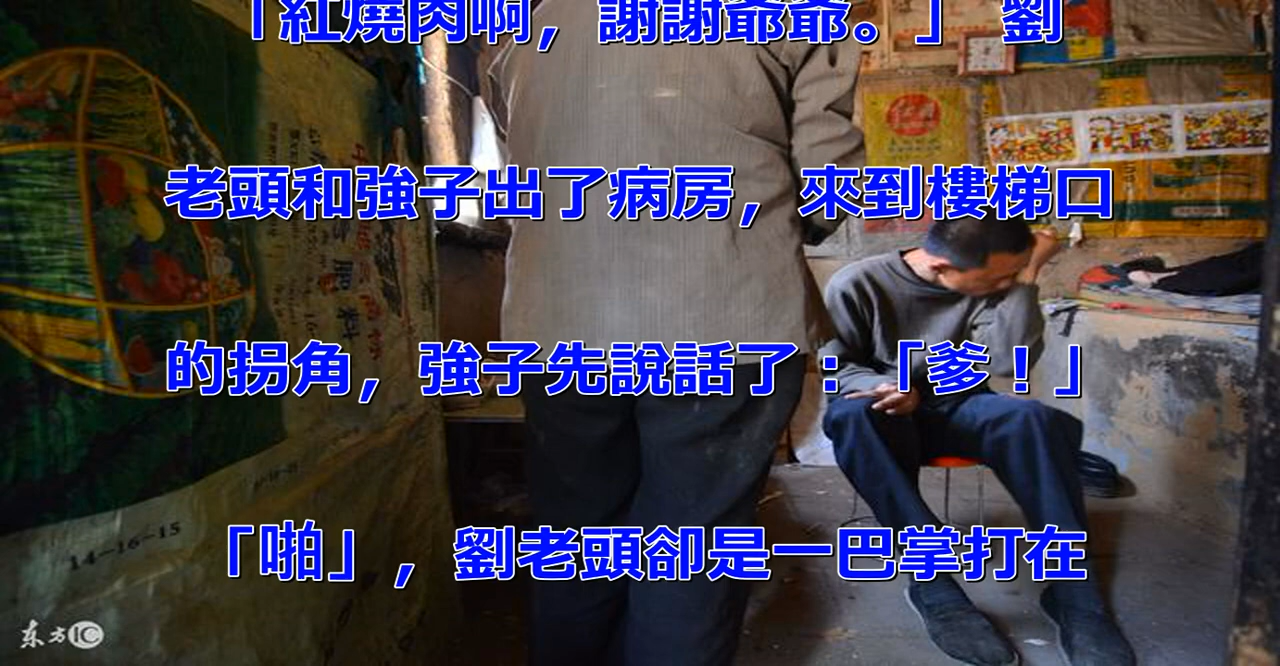 「紅燒肉啊，謝謝爺爺。」 劉
老頭和強子出了病房，來到樓梯口
的拐角，強子先說話了：「爹！」
「啪」，劉老頭卻是一巴掌打在
14-16-15
东方IC